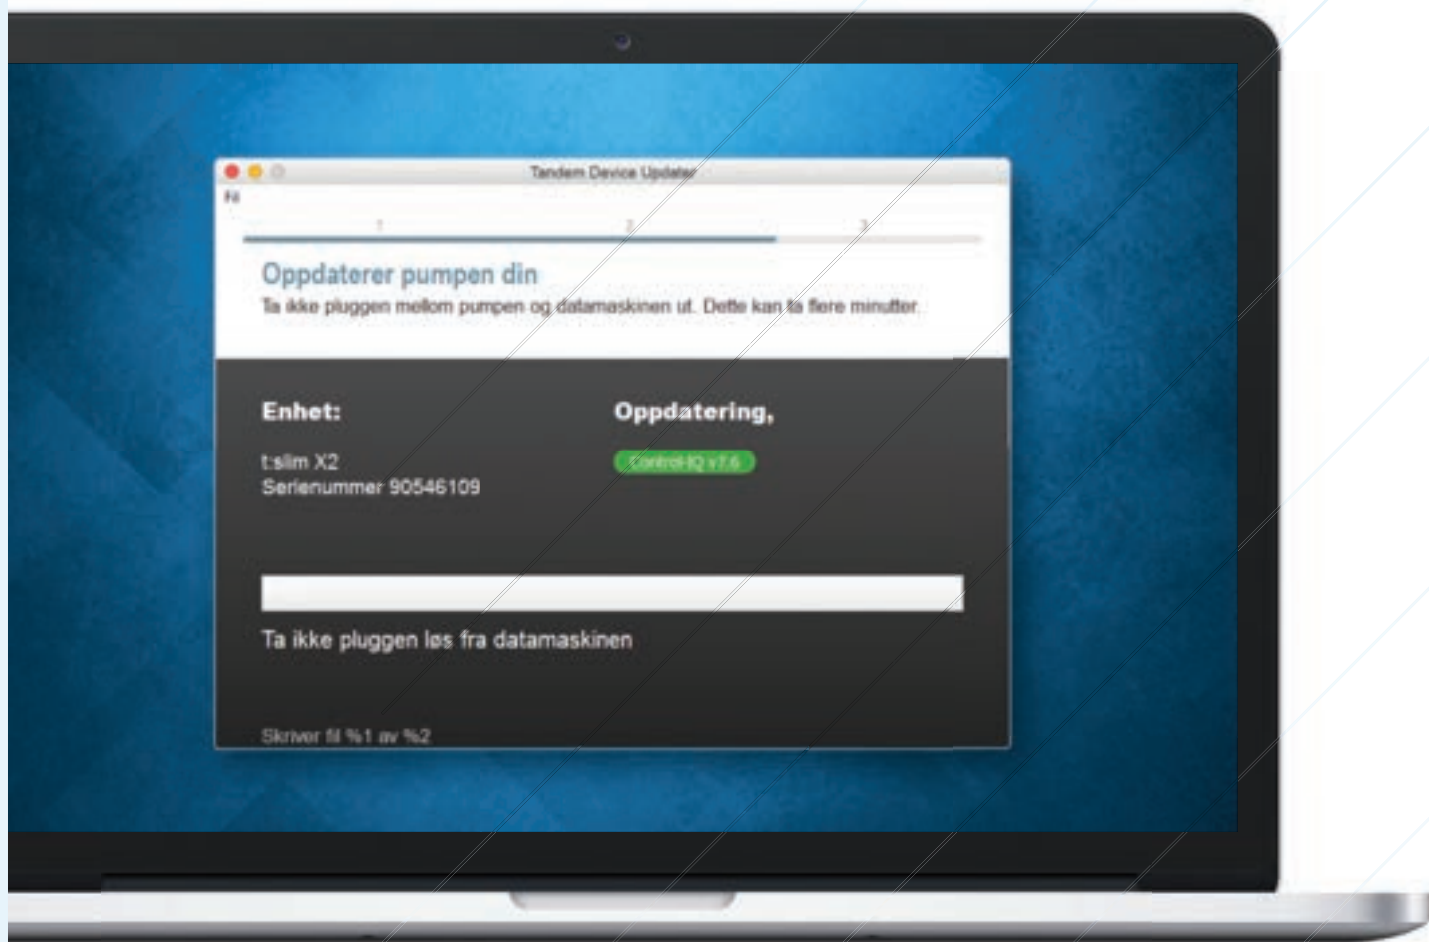 Tandem Device Updater
Fil
1 2 3
Oppdaterer pumpen din
Ta ikke pluggen mellom pumpen og datamaskinen ut. Dette kan ta flere minutter.
Enhet: Oppdatering,
t:slim X2 Control-IQ v7.6
Serienummer 90546109
Ta ikke pluggen løs fra datamaskinen
Skriver fil %1 av %2